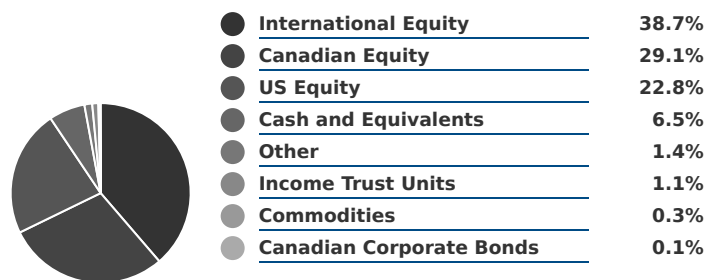 International Equity 38.7%
Canadian Equity 29.1%
US Equity 22.8%
Cash and Equivalents 6.5%
Other 1.4%
Income Trust Units 1.1%
Commodities 0.3%
Canadian Corporate Bonds 0.1%